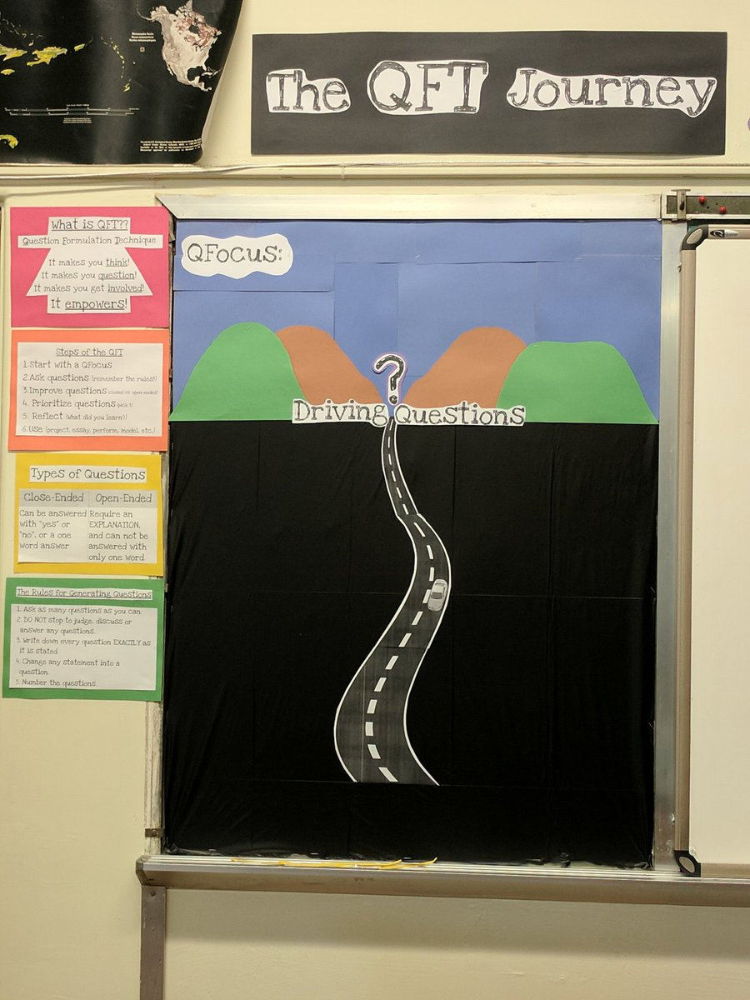 The QFT Journey
What is QFT??
Question Formulation Technique
It makes you think!
It makes you question!
It makes you get involved!
It empowers!
Steps of the QFT
1. Start with a QFocus
2. Ask questions (remember the rules!)
3. Improve questions (closed vs. open-ended)
4. Prioritize questions (pick 3)
5. Reflect (what did you learn?)
6. Use (project, essay, perform, model, etc.)
Types of Questions
Close-Ended Open-Ended
Can be answered
with "yes" or
"no", or a one
word answer
Require an
EXPLANATION,
and can not be
answered with
only one word.
The Rules for Generating Questions
1. Ask as many questions as you can.
2. DO NOT stop to judge, discuss or
answer any questions.
3. Write down every question EXACTLY as
it is stated.
4. Change any statement into a
question.
5. Number the questions.
QFocus:
?
Driving Questions
Quartet